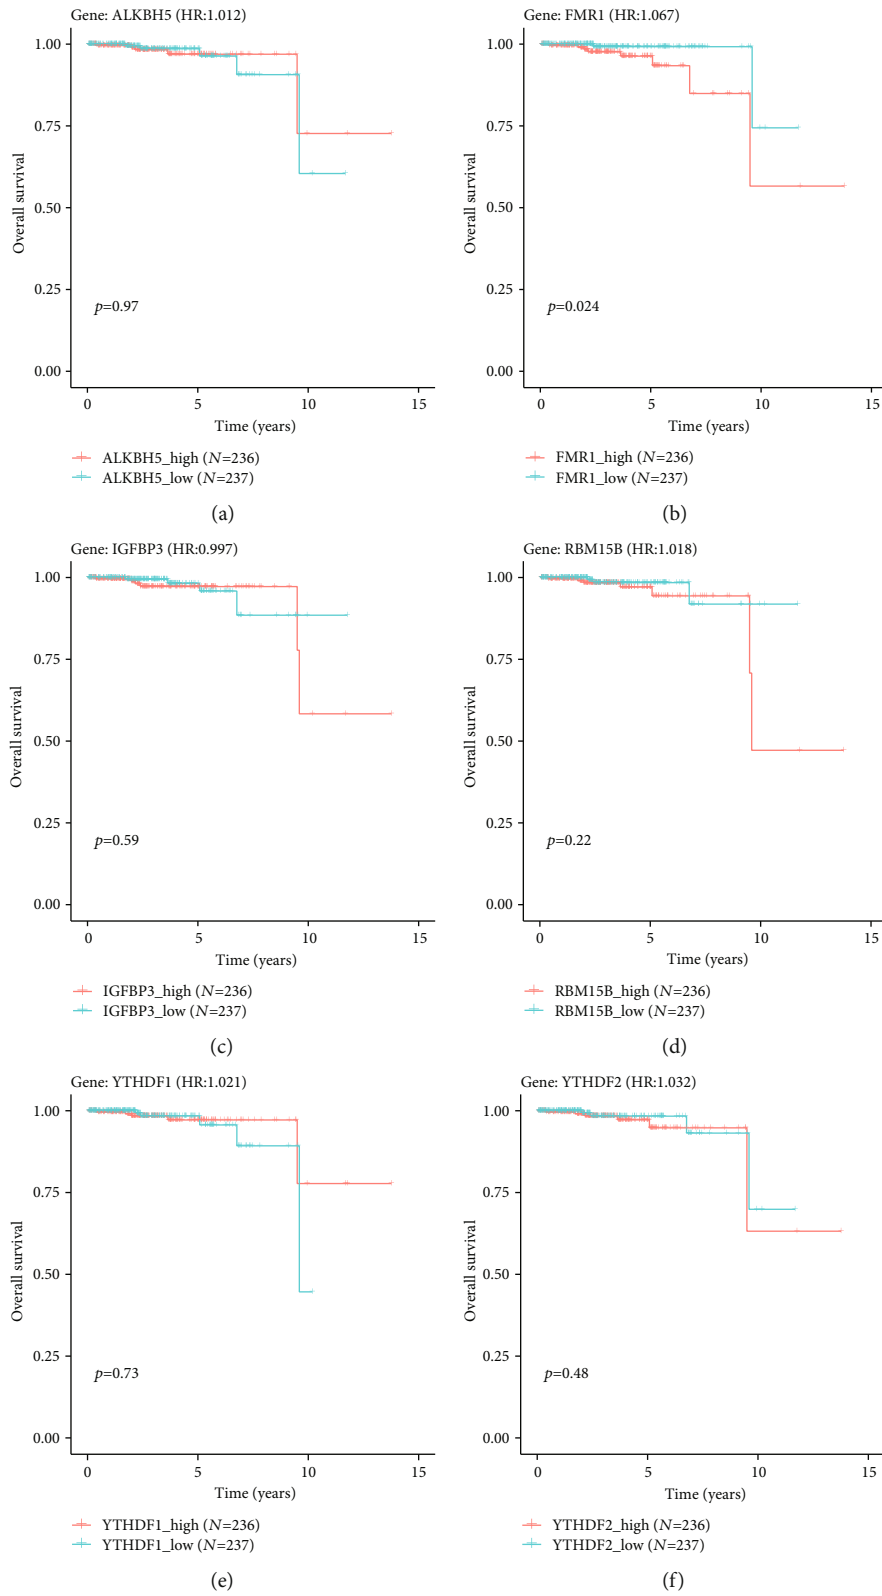 Gene: ALKBH5 (HR:1.012)
1.00
0.75
0.50
0.25
0.00
Overall survival
p=0.97
0 5 10 15
Time (years)
ALKBH5_high (N=236)
ALKBH5_low (N=237)
(a)
Gene: FMR1 (HR:1.067)
1.00
0.75
0.50
0.25
0.00
Overall survival
p=0.024
0 5 10 15
Time (years)
FMR1_high (N=236)
FMR1_low (N=237)
(b)
Gene: IGFBP3 (HR:0.997)
1.00
0.75
0.50
0.25
0.00
Overall survival
p=0.59
0 5 10 15
Time (years)
IGFBP3_high (N=236)
IGFBP3_low (N=237)
(c)
Gene: RBM15B (HR:1.018)
1.00
0.75
0.50
0.25
0.00
Overall survival
p=0.22
0 5 10 15
Time (years)
RBM15B_high (N=236)
RBM15B_low (N=237)
(d)
Gene: YTHDF1 (HR:1.021)
1.00
0.75
0.50
0.25
0.00
Overall survival
p=0.73
0 5 10 15
Time (years)
YTHDF1_high (N=236)
YTHDF1_low (N=237)
(e)
Gene: YTHDF2 (HR:1.032)
1.00
0.75
0.50
0.25
0.00
Overall survival
p=0.48
0 5 10 15
Time (years)
YTHDF2_high (N=236)
YTHDF2_low (N=237)
(f)